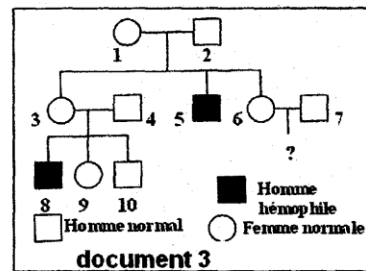 1 2
3 4 5 6 7
?
8 9 10
Homme hémophile
Homme normal
Femme normale
document 3